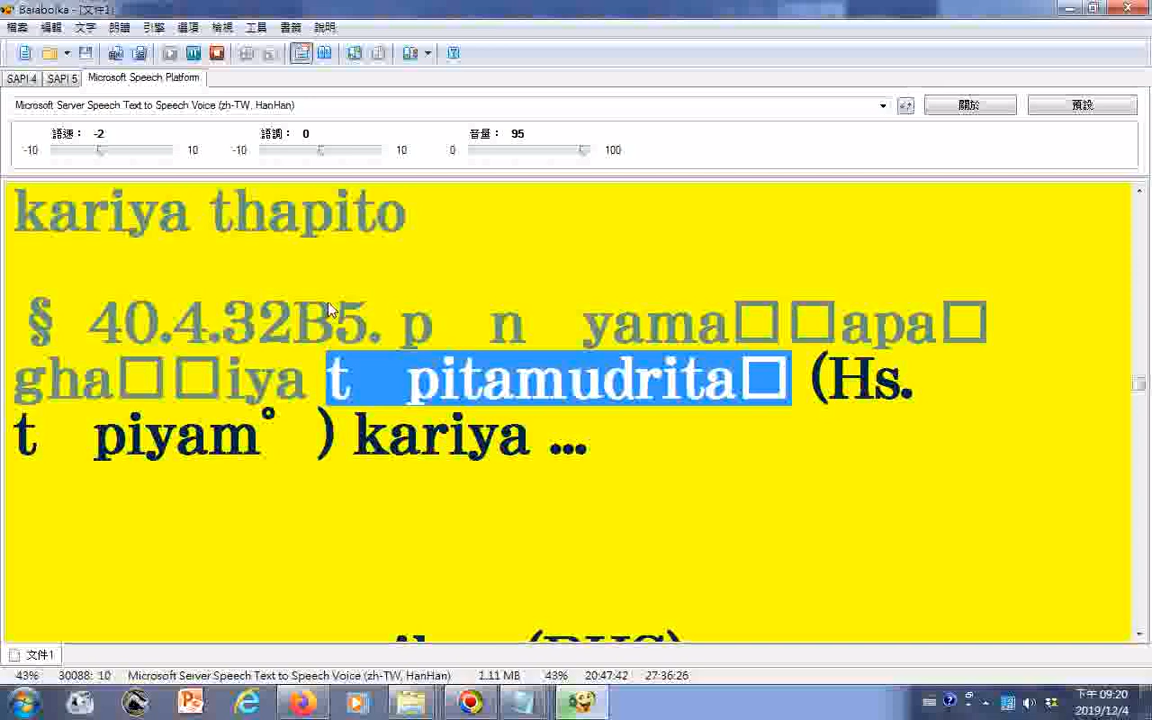 Balabolka - [文件1]
檔案 編輯 文字 朗讀 引擎 選項 檢視 工具 書籤 說明
SAPI 4 SAPI 5 Microsoft Speech Platform
Microsoft Server Speech Text to Speech Voice (zh-TW, HanHan) 關於 預設
語速： -2 語調： 0 音量： 95
-10 10 -10 10 0 100
kariya thapito
§ 40.4.32B5. p n yama□□apa□
gha□□iya t pitamudrita□ (Hs.
t piyam° ) kariya ...
文件1
43% 30088: 10 Microsoft Server Speech Text to Speech Voice (zh-TW, HanHan) 1.11 MB 43% 20:47:42 27:36:26
下午 09:20
2019/12/4